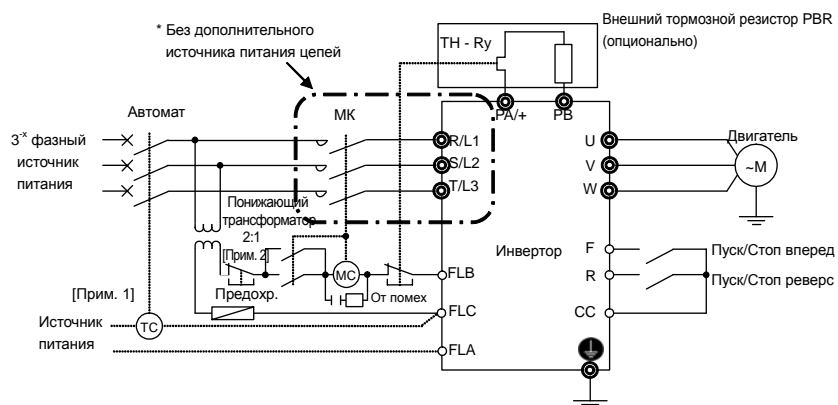 * Без дополнительного
источника питания цепей
Внешний тормозной резистор PBR
(опционально)
TH - Ry
PA/+
PB
Автомат
МК
3-х фазный
источник
питания
R/L1
S/L2
T/L3
U
V
W
Двигатель
~M
Понижающий
трансформатор
2:1
[Прим. 2]
MC
Инвертор
FLB
F
Пуск/Стоп вперед
R
Пуск/Стоп реверс
[Прим. 1]
Предохр.
От помех
FLC
CC
Источник
питания
TC
FLA